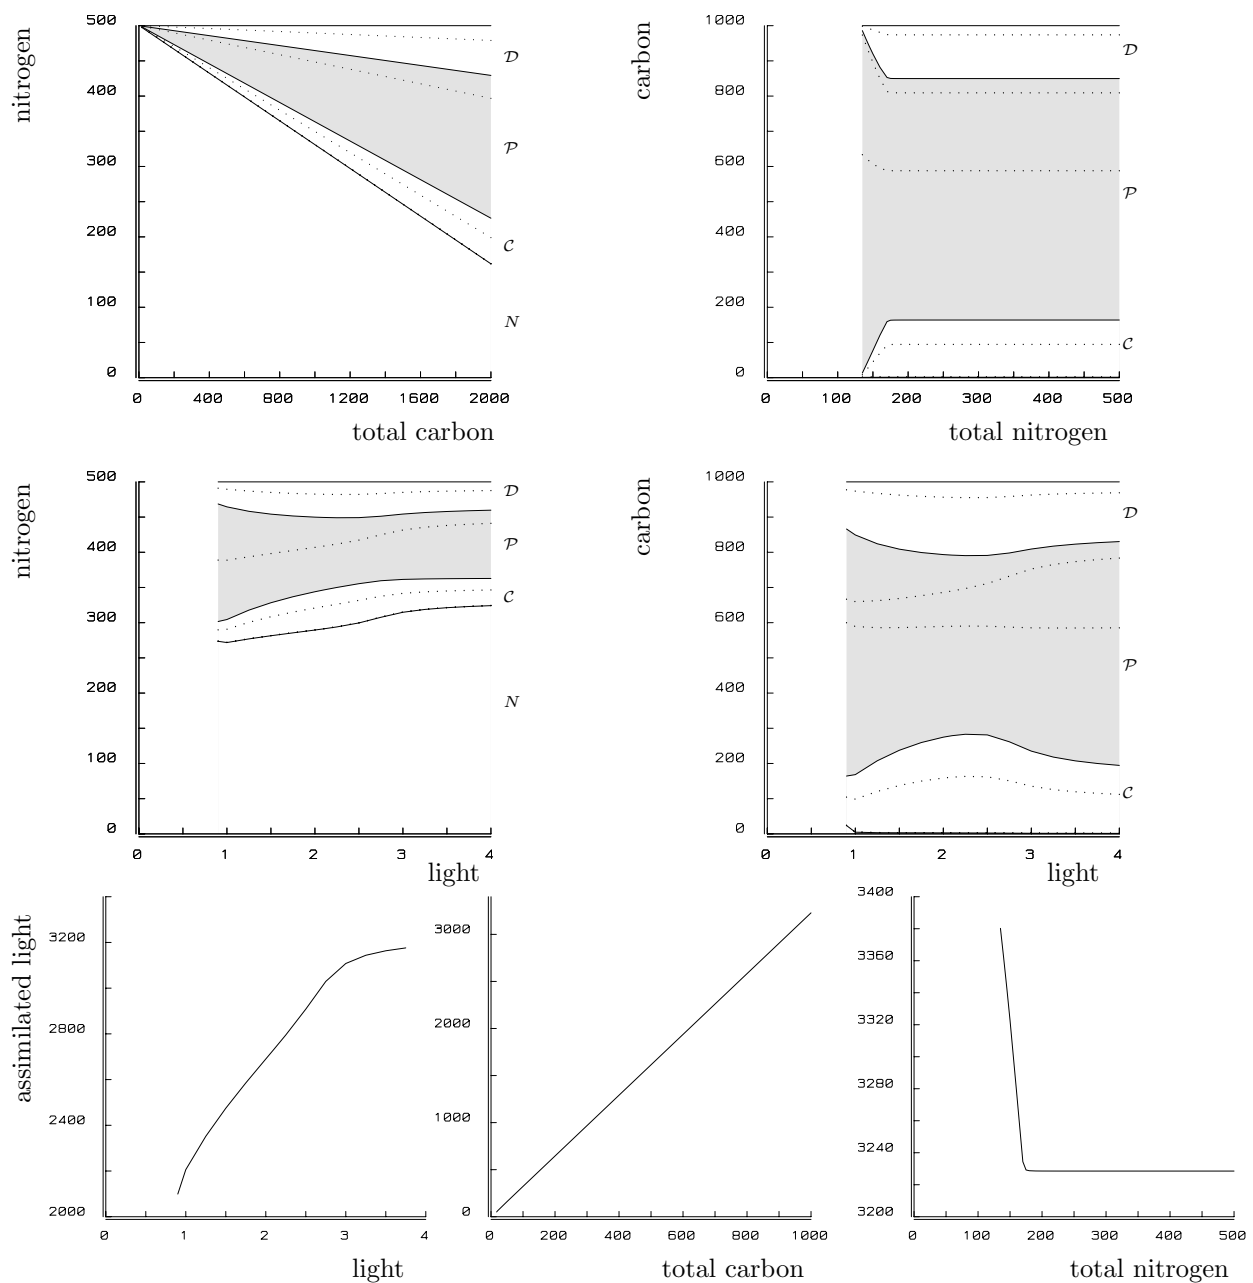 nitrogen
500
400
300
200
100
0
D
P
C
N
0 400 800 1200 1600 2000
total carbon
carbon
1000
800
600
400
200
0
D
P
C
0 100 200 300 400 500
total nitrogen
nitrogen
500
400
300
200
100
0
D
P
C
N
0 1 2 3 4
light
carbon
1000
800
600
400
200
0
D
P
C
0 1 2 3 4
light
assimilated light
3200
2800
2400
2000
0 1 2 3 4
light
3000
2000
1000
0
0 200 400 600 800 1000
total carbon
3400
3360
3320
3280
3240
3200
0 100 200 300 400 500
total nitrogen